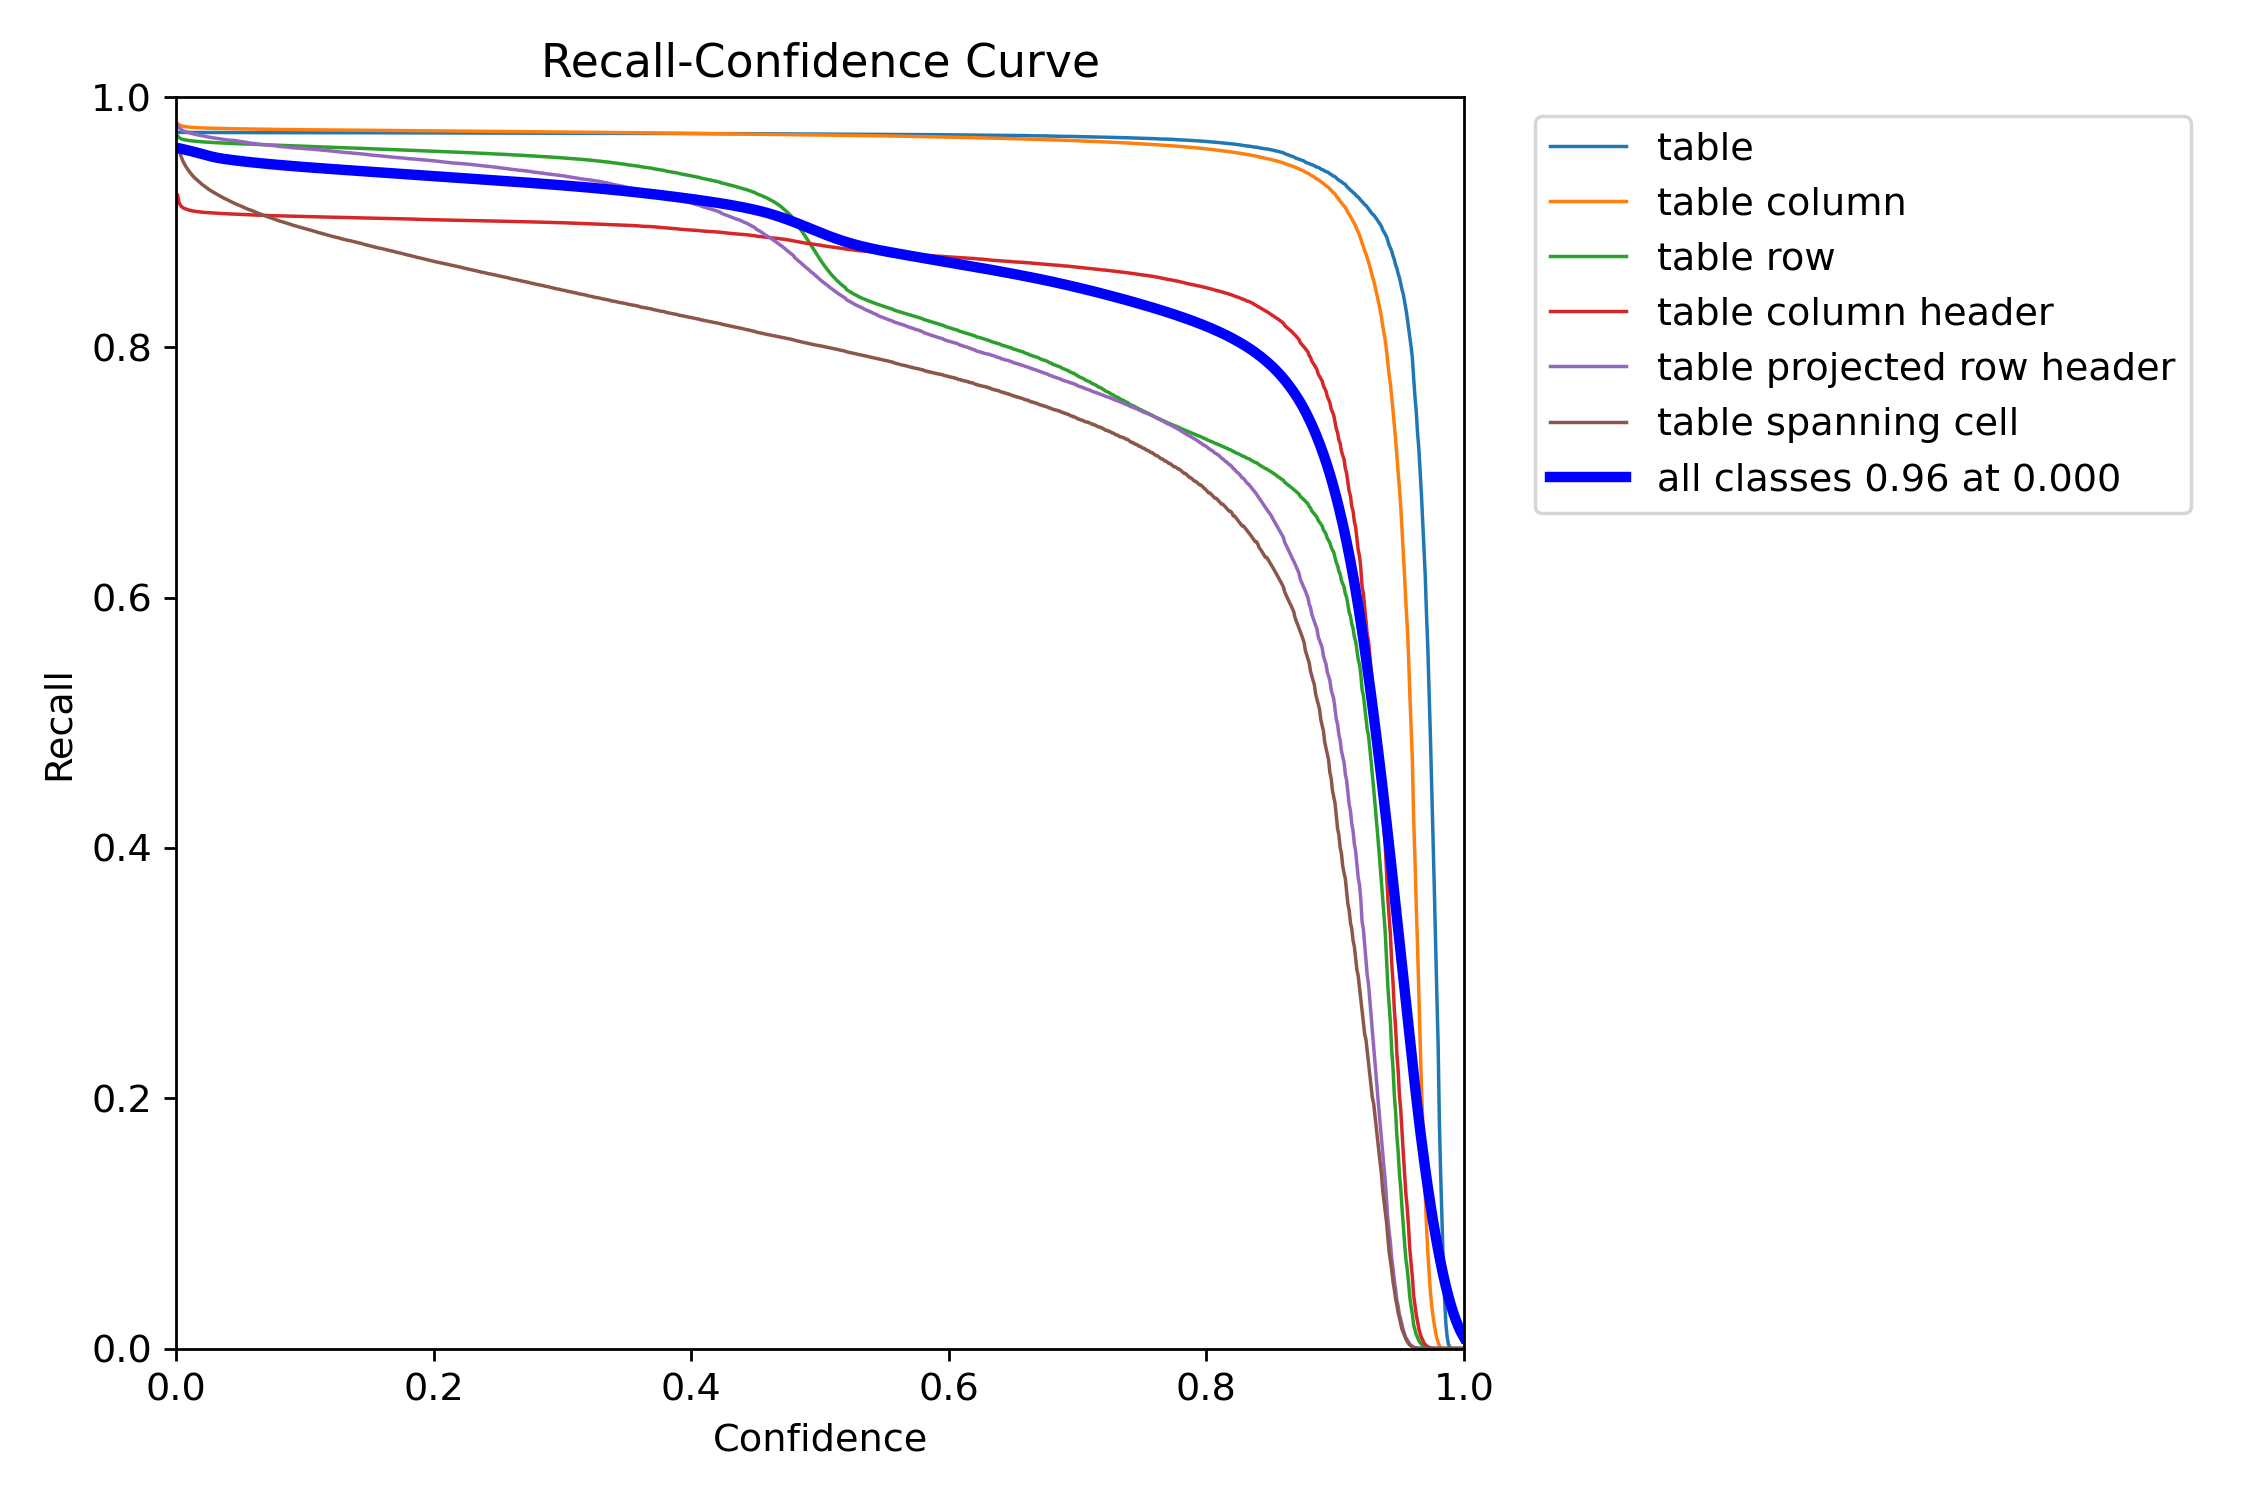 Recall-Confidence Curve
1.0
0.8
0.6
0.4
0.2
0.0
Recall
0.0 0.2 0.4 0.6 0.8 1.0
Confidence
table
table column
table row
table column header
table projected row header
table spanning cell
all classes 0.96 at 0.000